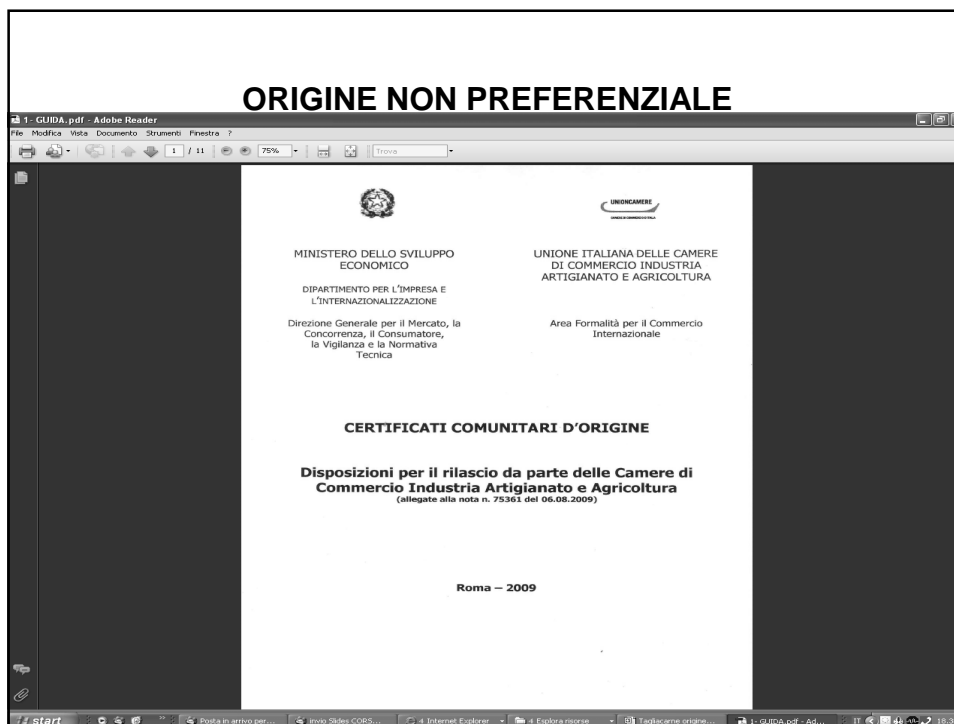 ORIGINE NON PREFERENZIALE
1- GUIDA.pdf - Adobe Reader
File Modifica Vista Documento Strumenti Finestra ?
1 / 11 75% Trova
UNIONCAMERE
MINISTERO DELLO SVILUPPO
ECONOMICO
DIPARTIMENTO PER L'IMPRESA E
L'INTERNAZIONALIZZAZIONE
Direzione Generale per il Mercato, la
Concorrenza, il Consumatore,
la Vigilanza e la Normativa
Tecnica
UNIONE ITALIANA DELLE CAMERE
DI COMMERCIO INDUSTRIA
ARTIGIANATO E AGRICOLTURA
Area Formalità per il Commercio
Internazionale
CERTIFICATI COMUNITARI D'ORIGINE
Disposizioni per il rilascio da parte delle Camere di
Commercio Industria Artigianato e Agricoltura
(allegate alla nota n. 75361 del 06.08.2009)
Roma – 2009
start Posta in arrivo per... invio Slides CORS... 4 Internet Explorer 4 Esplora risorse Tagliacarne origine... 1- GUIDA.pdf - Ad... IT